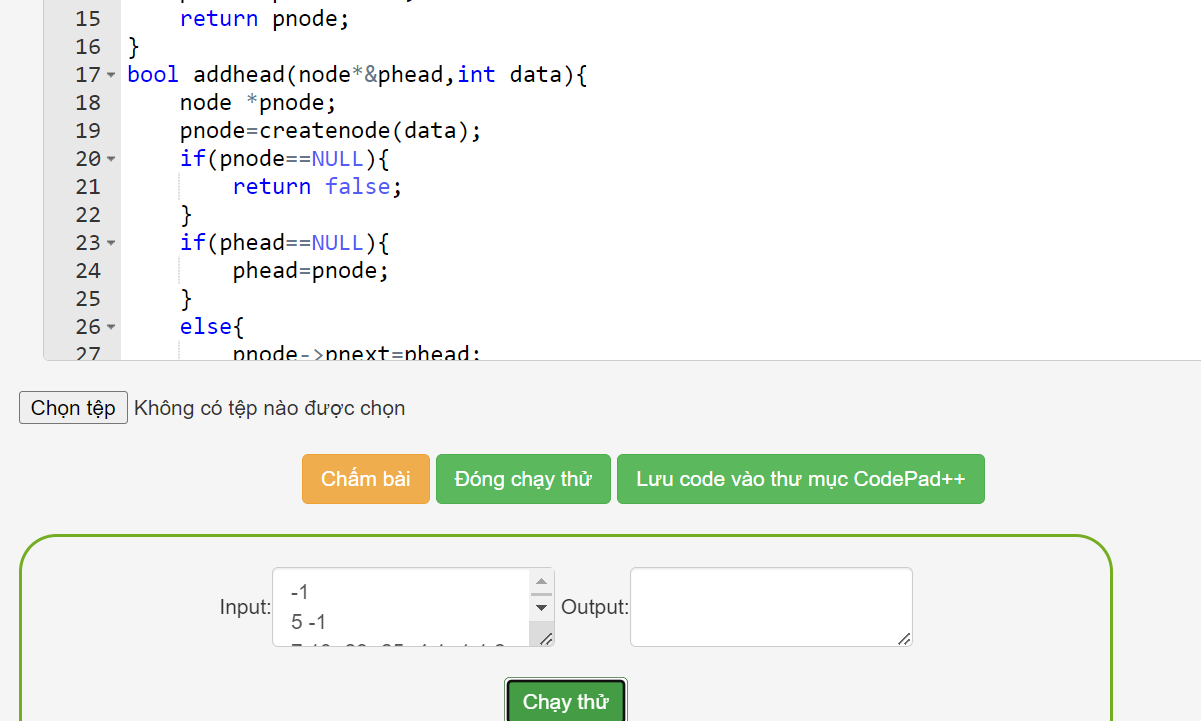 15 return pnode;
16 }
17 bool addhead(node*&phead,int data){
18 node *pnode;
19 pnode=createnode(data);
20 if(pnode==NULL){
21 return false;
22 }
23 if(phead==NULL){
24 phead=pnode;
25 }
26 else{
27 pnode->pnext=phead;
Chọn tệp Không có tệp nào được chọn
Chấm bài Đóng chạy thử Lưu code vào thư mục CodePad++
Input: -1 Output:
5 -1
Chạy thử